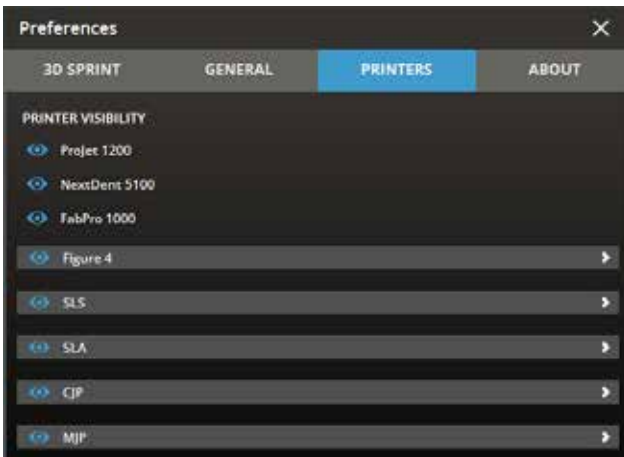 Preferences
3D SPRINT GENERAL PRINTERS ABOUT
PRINTER VISIBILITY
ProJet 1200
NextDent 5100
FabPro 1000
Figure 4
SLS
SLA
CJP
MJP